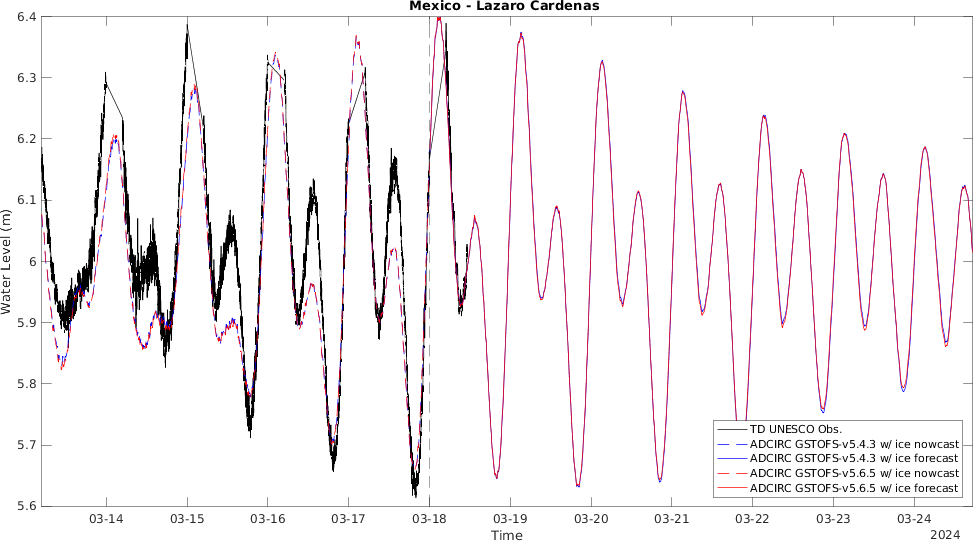 Mexico - Lazaro Cardenas
6.4
6.3
6.2
6.1
6
5.9
5.8
5.7
5.6
Water Level (m)
TD UNESCO Obs.
ADCIRC GSTOFS-v5.4.3 w/ ice nowcast
ADCIRC GSTOFS-v5.4.3 w/ ice forecast
ADCIRC GSTOFS-v5.6.5 w/ ice nowcast
ADCIRC GSTOFS-v5.6.5 w/ ice forecast
03-14 03-15 03-16 03-17 03-18 03-19 03-20 03-21 03-22 03-23 03-24
Time
2024